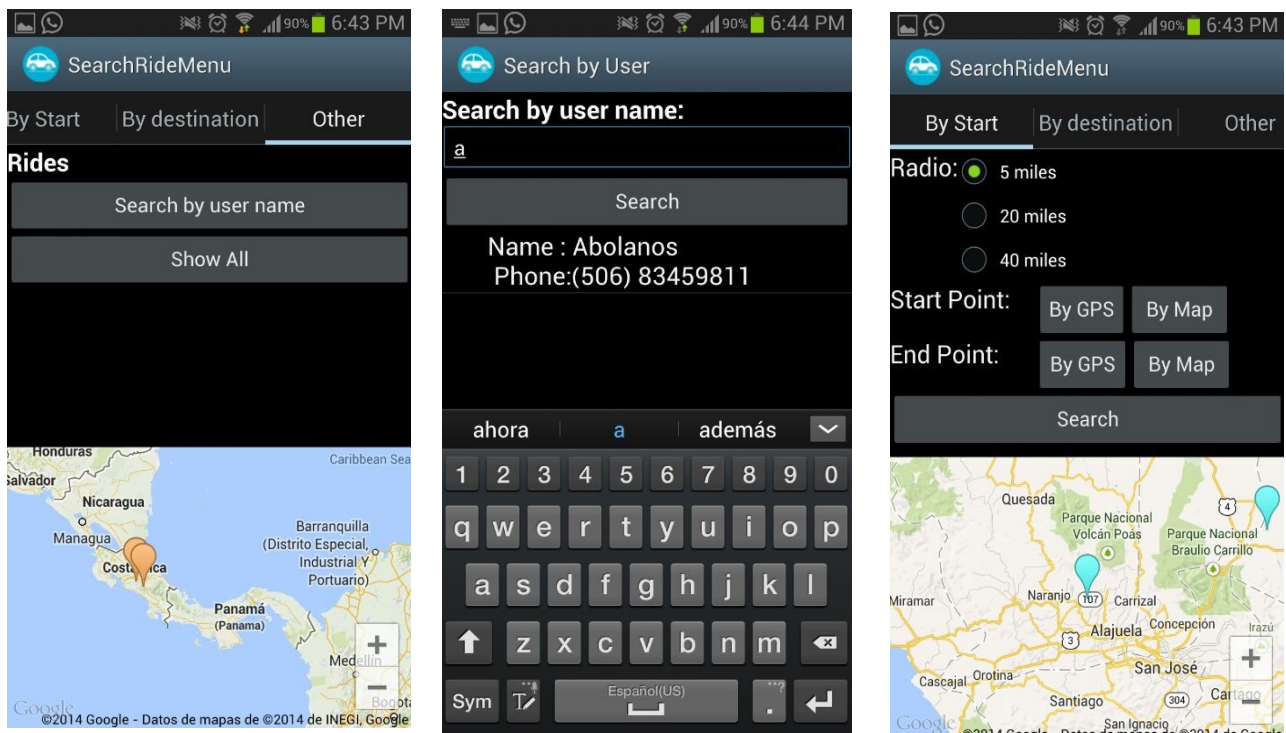 90% 6:43 PM
SearchRideMenu
By Start By destination Other
Rides
Search by user name
Show All
Honduras
Salvador
Caribbean Sea
Nicaragua
Managua
Barranquilla
(Distrito Especial,
Industrial Y
Portuario)
Panamá
(Panama)
+
Medellín
−
Google
©2014 Google - Datos de mapas de ©2014 de INEGI, Google
90% 6:44 PM
Search by User
Search by user name:
a
Search
Name : Abolanos
Phone:(506) 83459811
ahora a además
1 2 3 4 5 6 7 8 9 0
q w e r t y u i o p
a s d f g h j k l
z x c v b n m
Sym T Español(US) .
90% 6:43 PM
SearchRideMenu
By Start By destination Other
Radio: 5 miles
20 miles
40 miles
Start Point: By GPS By Map
End Point: By GPS By Map
Search
Quesada
4
Parque Nacional
Volcán Poás
Parque Nacional
Braulio Carrillo
Miramar
Naranjo 107 Carrizal
3 Alajuela Concepción Irazú
+
San José
Cascajal Orotina
Santiago 304 Cartago
−
San Ignacio
Google